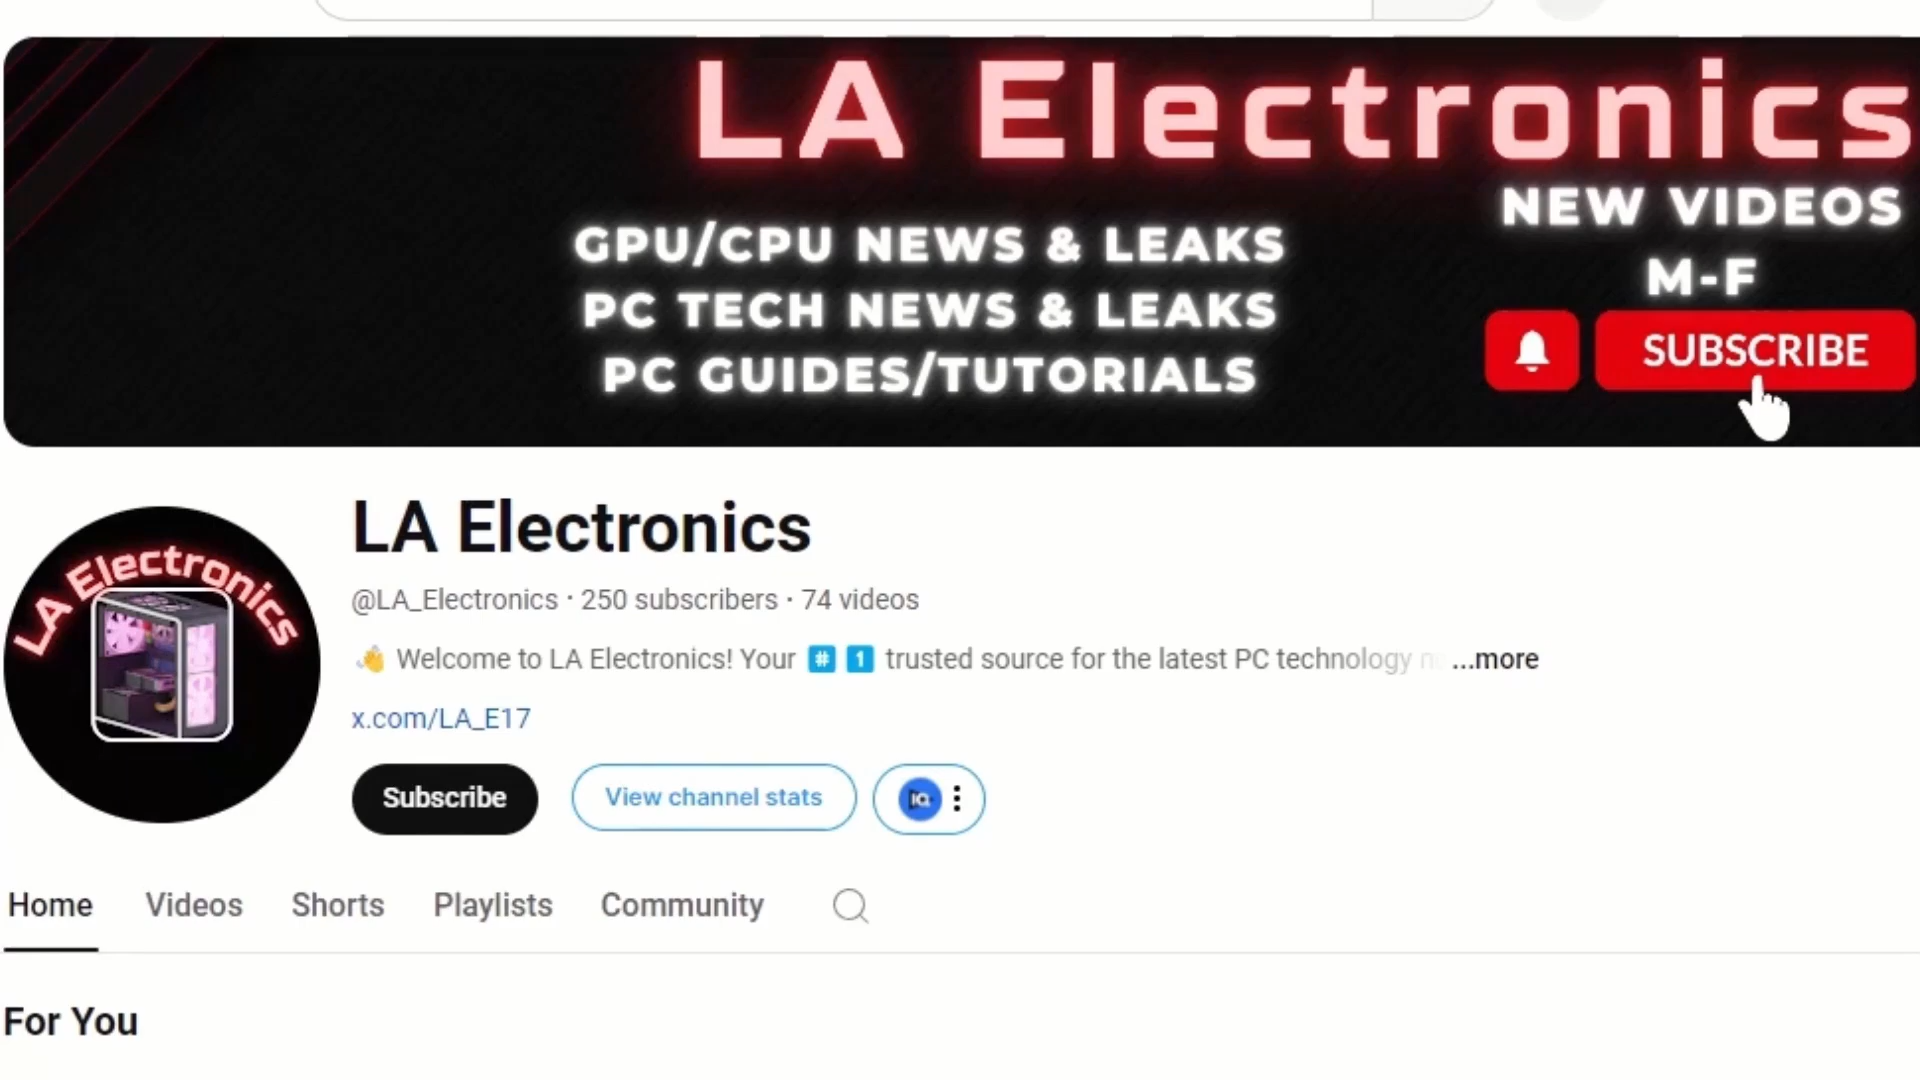 LA Electronics
NEW VIDEOS
M-F
GPU/CPU NEWS & LEAKS
PC TECH NEWS & LEAKS
PC GUIDES/TUTORIALS
SUBSCRIBE
LA Electronics
LA Electronics
@LA_Electronics · 250 subscribers · 74 videos
👋 Welcome to LA Electronics! Your #️⃣ 1️⃣ trusted source for the latest PC technology ...more
x.com/LA_E17
Subscribe
View channel stats
IQ
Home Videos Shorts Playlists Community
For You